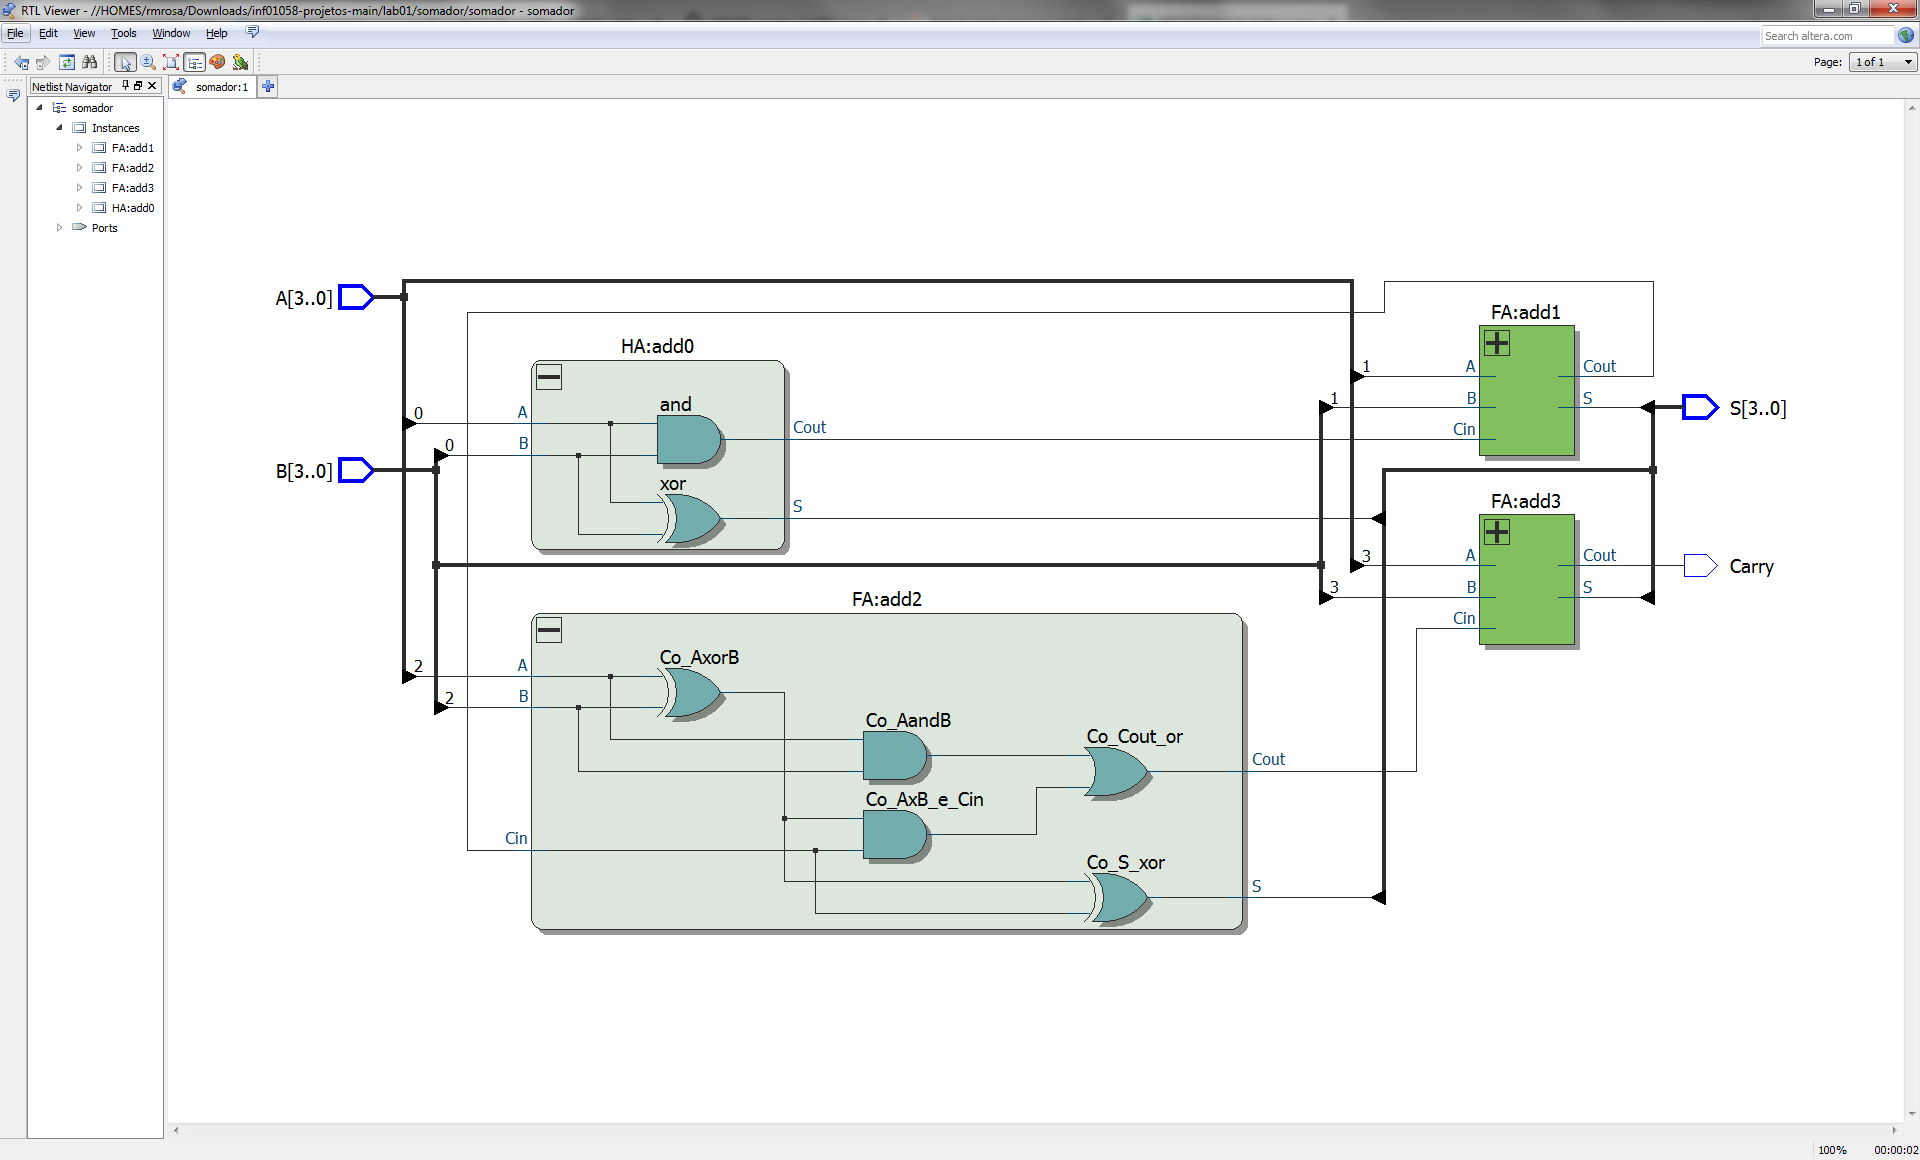 RTL Viewer - //HOMES/rmrosa/Downloads/inf01058-projetos-main/lab01/somador/somador - somador
File Edit View Tools Window Help
Search altera.com
Page: 1 of 1
Netlist Navigator
somador:1
somador
Instances
FA:add1
FA:add2
FA:add3
HA:add0
Ports
A[3..0]
B[3..0]
HA:add0
0
A
and
Cout
0
B
xor
S
FA:add1
1
A
Cout
1
B
S
S[3..0]
Cin
FA:add3
3
A
Cout
Carry
3
B
S
Cin
FA:add2
2
A
Co_AxorB
2
B
Co_AandB
Co_Cout_or
Cout
Co_AxB_e_Cin
Cin
Co_S_xor
S
100% 00:00:02